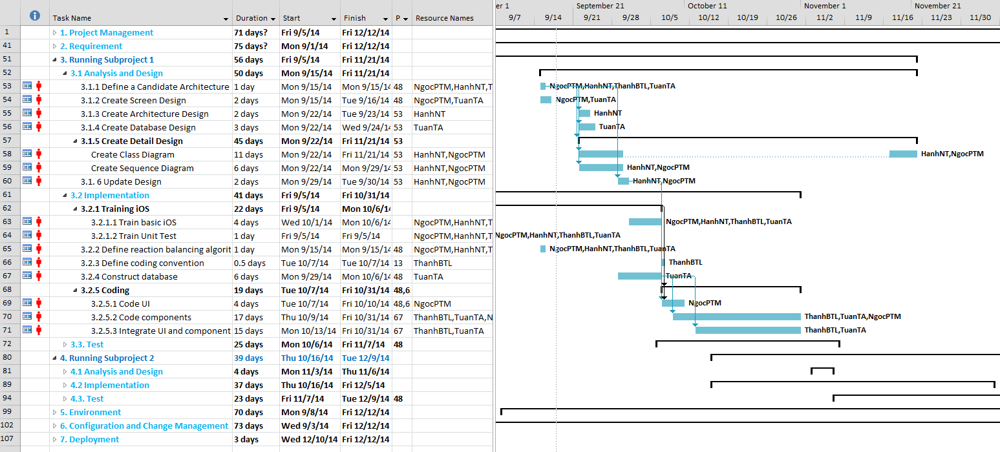 er 1 September 21 October 11 November 1 November 21
Task Name Duration Start Finish P Resource Names 9/7 9/14 9/21 9/28 10/5 10/12 10/19 10/26 11/2 11/9 11/16 11/23 11/30
1 1. Project Management 71 days? Fri 9/5/14 Fri 12/12/14
41 2. Requirement 75 days? Mon 9/1/14 Fri 12/12/14
51 3. Running Subproject 1 56 days Fri 9/5/14 Fri 11/21/14
52 3.1 Analysis and Design 50 days Mon 9/15/14 Fri 11/21/14
53 3.1.1 Define a Candidate Architecture 1 day Mon 9/15/14 Mon 9/15/14 48 NgocPTM,HanhNT,T NgocPTM,HanhNT,ThanhBTL,TuanTA
54 3.1.2 Create Screen Design 2 days Mon 9/15/14 Tue 9/16/14 48 NgocPTM,TuanTA NgocPTM,TuanTA
55 3.1.3 Create Architecture Design 2 days Mon 9/22/14 Tue 9/23/14 53 HanhNT HanhNT
56 3.1.4 Create Database Design 3 days Mon 9/22/14 Wed 9/24/14 53 TuanTA TuanTA
57 3.1.5 Create Detail Design 45 days Mon 9/22/14 Fri 11/21/14 53
58 Create Class Diagram 11 days Mon 9/22/14 Fri 11/21/14 53 HanhNT,NgocPTM HanhNT,NgocPTM
59 Create Sequence Diagram 6 days Mon 9/22/14 Mon 9/29/14 53 HanhNT,NgocPTM HanhNT,NgocPTM
60 3.1. 6 Update Design 2 days Mon 9/29/14 Tue 9/30/14 53 HanhNT,NgocPTM HanhNT,NgocPTM
61 3.2 Implementation 41 days Fri 9/5/14 Fri 10/31/14
62 3.2.1 Training iOS 22 days Fri 9/5/14 Mon 10/6/14
63 3.2.1.1 Train basic iOS 4 days Wed 10/1/14 Mon 10/6/14 NgocPTM,HanhNT,T NgocPTM,HanhNT,ThanhBTL,TuanTA
64 3.2.1.2 Train Unit Test 1 day Fri 9/5/14 Fri 9/5/14 NgocPTM,HanhNT,T NgocPTM,HanhNT,ThanhBTL,TuanTA
65 3.2.2 Define reaction balancing algorit 1 day Mon 9/15/14 Mon 9/15/14 48 NgocPTM,HanhNT,T NgocPTM,HanhNT,ThanhBTL,TuanTA
66 3.2.3 Define coding convention 0.5 days Tue 10/7/14 Tue 10/7/14 13 ThanhBTL ThanhBTL
67 3.2.4 Construct database 6 days Mon 9/29/14 Mon 10/6/14 48 TuanTA TuanTA
68 3.2.5 Coding 19 days Tue 10/7/14 Fri 10/31/14 48,6
69 3.2.5.1 Code UI 4 days Tue 10/7/14 Fri 10/10/14 48,6 NgocPTM NgocPTM
70 3.2.5.2 Code components 17 days Thu 10/9/14 Fri 10/31/14 67 ThanhBTL,TuanTA,N ThanhBTL,TuanTA,NgocPTM
71 3.2.5.3 Integrate UI and component 15 days Mon 10/13/14 Fri 10/31/14 67 ThanhBTL,TuanTA ThanhBTL,TuanTA
72 3.3. Test 25 days Mon 10/6/14 Fri 11/7/14 48
80 4. Running Subproject 2 39 days Thu 10/16/14 Tue 12/9/14
81 4.1 Analysis and Design 4 days Mon 11/3/14 Thu 11/6/14
89 4.2 Implementation 37 days Thu 10/16/14 Fri 12/5/14
94 4.3. Test 23 days Fri 11/7/14 Tue 12/9/14 48
99 5. Environment 70 days Mon 9/8/14 Fri 12/12/14
102 6. Configuration and Change Management 73 days Wed 9/3/14 Fri 12/12/14
107 7. Deployment 3 days Wed 12/10/14 Fri 12/12/14